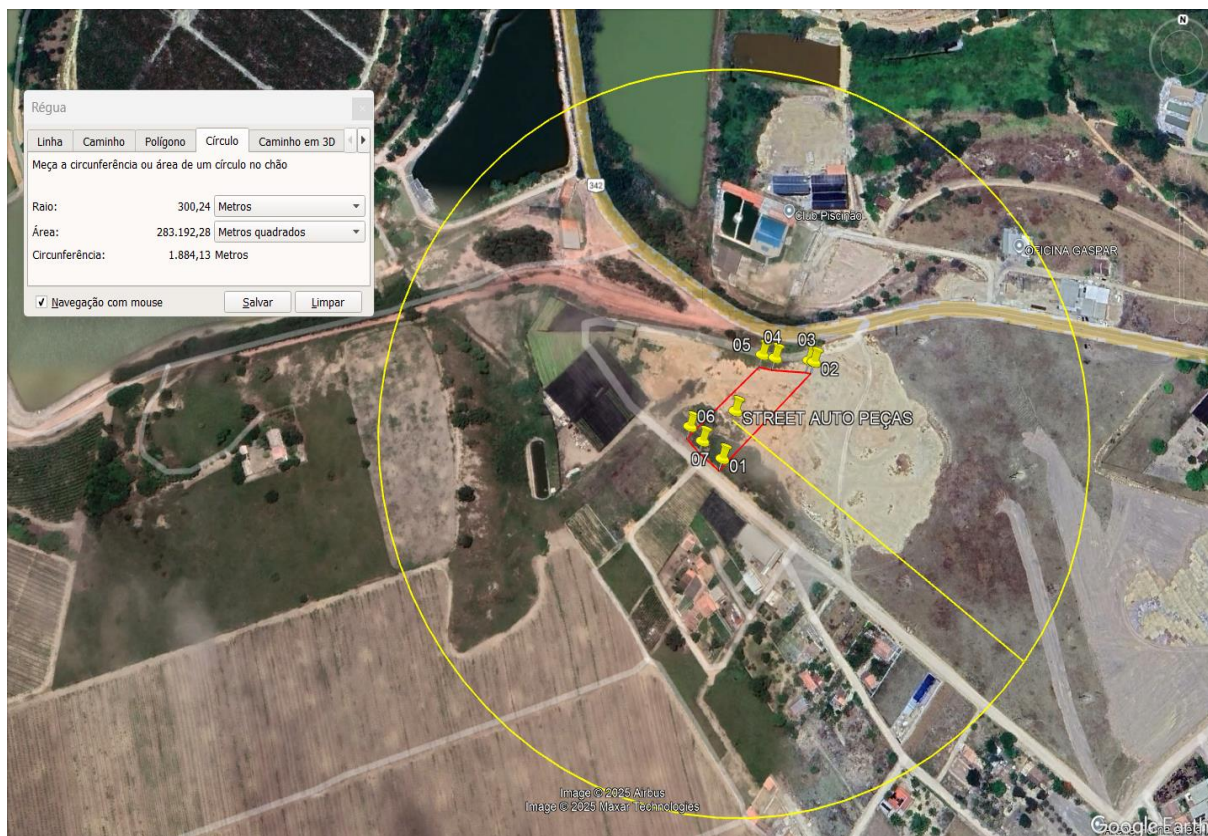 N
Régua
Linha Caminho Polígono Círculo Caminho em 3D
Meça a circunferência ou área de um círculo no chão
Raio: 300,24 Metros
Área: 283.192,28 Metros quadrados
Circunferência: 1.884,13 Metros
Navegação com mouse Salvar Limpar
342
Club Piscinão
OFICINA GASPAR
05 04 03
02
06
STREET AUTO PEÇAS
07 01
Image © 2025 Airbus
Image © 2025 Maxar Technologies
Google Earth